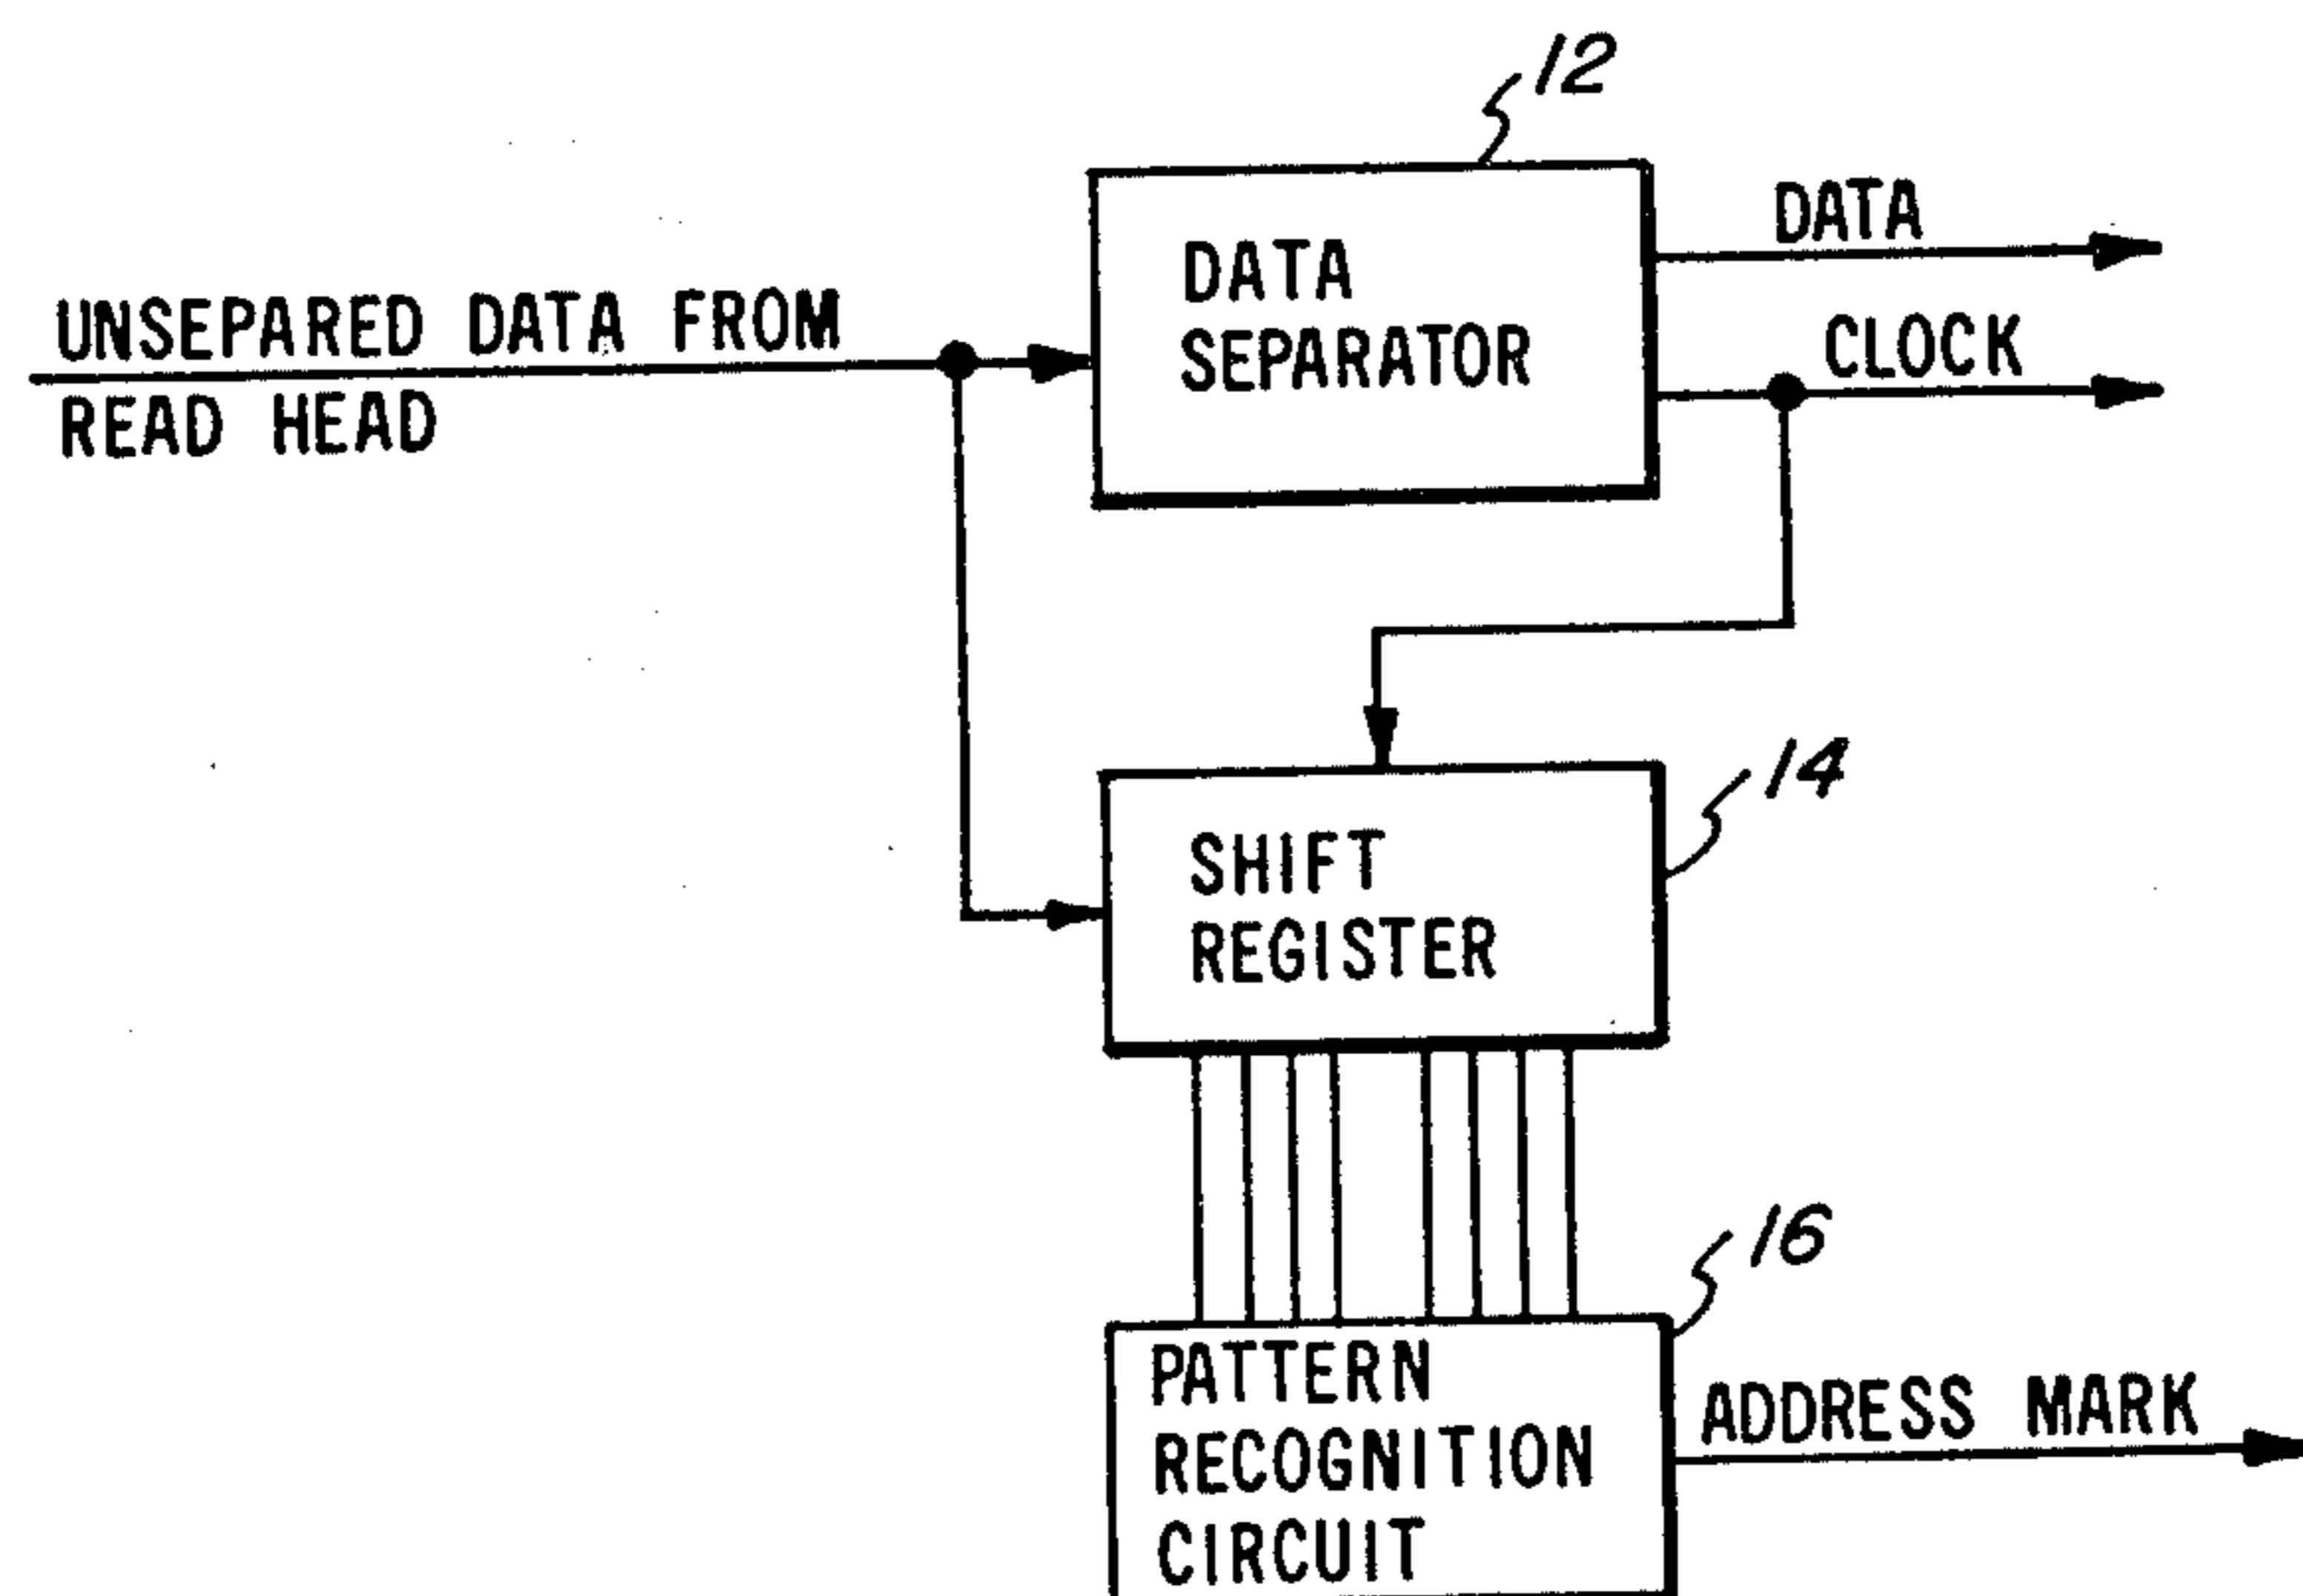 12
DATA
UNSEPARED DATA FROM
READ HEAD
DATA
SEPARATOR
CLOCK
14
SHIFT
REGISTER
16
PATTERN
RECOGNITION
CIRCUIT
ADDRESS MARK